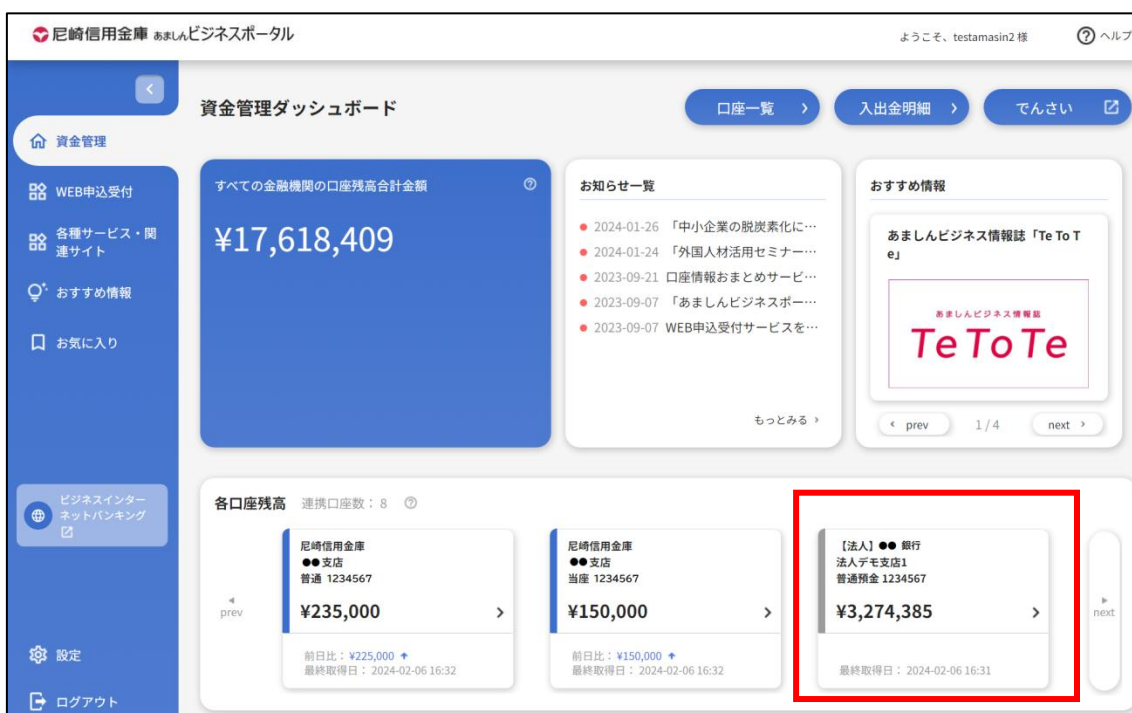 尼崎信用金庫 あましんビジネスポータル
ようこそ、testamasin2 様
ヘルプ
資金管理
WEB申込受付
各種サービス・関
連サイト
おすすめ情報
お気に入り
ビジネスインター
ネットバンキング
設定
ログアウト
資金管理ダッシュボード
口座一覧
入出金明細
でんさい
すべての金融機関の口座残高合計金額
¥17,618,409
お知らせ一覧
2024-01-26 「中小企業の脱炭素化に…
2024-01-24 「外国人材活用セミナー…
2023-09-21 口座情報おまとめサービ…
2023-09-07 「あましんビジネスポー…
2023-09-07 WEB申込受付サービスを…
もっとみる
おすすめ情報
あましんビジネス情報誌「Te To T
e」
あましんビジネス情報誌
Te To Te
prev
1 / 4
next
各口座残高 連携口座数：8
prev
尼崎信用金庫
●●支店
普通 1234567
¥235,000
前日比：¥225,000
最終取得日： 2024-02-06 16:32
尼崎信用金庫
●●支店
当座 1234567
¥150,000
前日比：¥150,000
最終取得日： 2024-02-06 16:32
【法人】●● 銀行
法人デモ支店1
普通預金 1234567
¥3,274,385
最終取得日： 2024-02-06 16:31
next